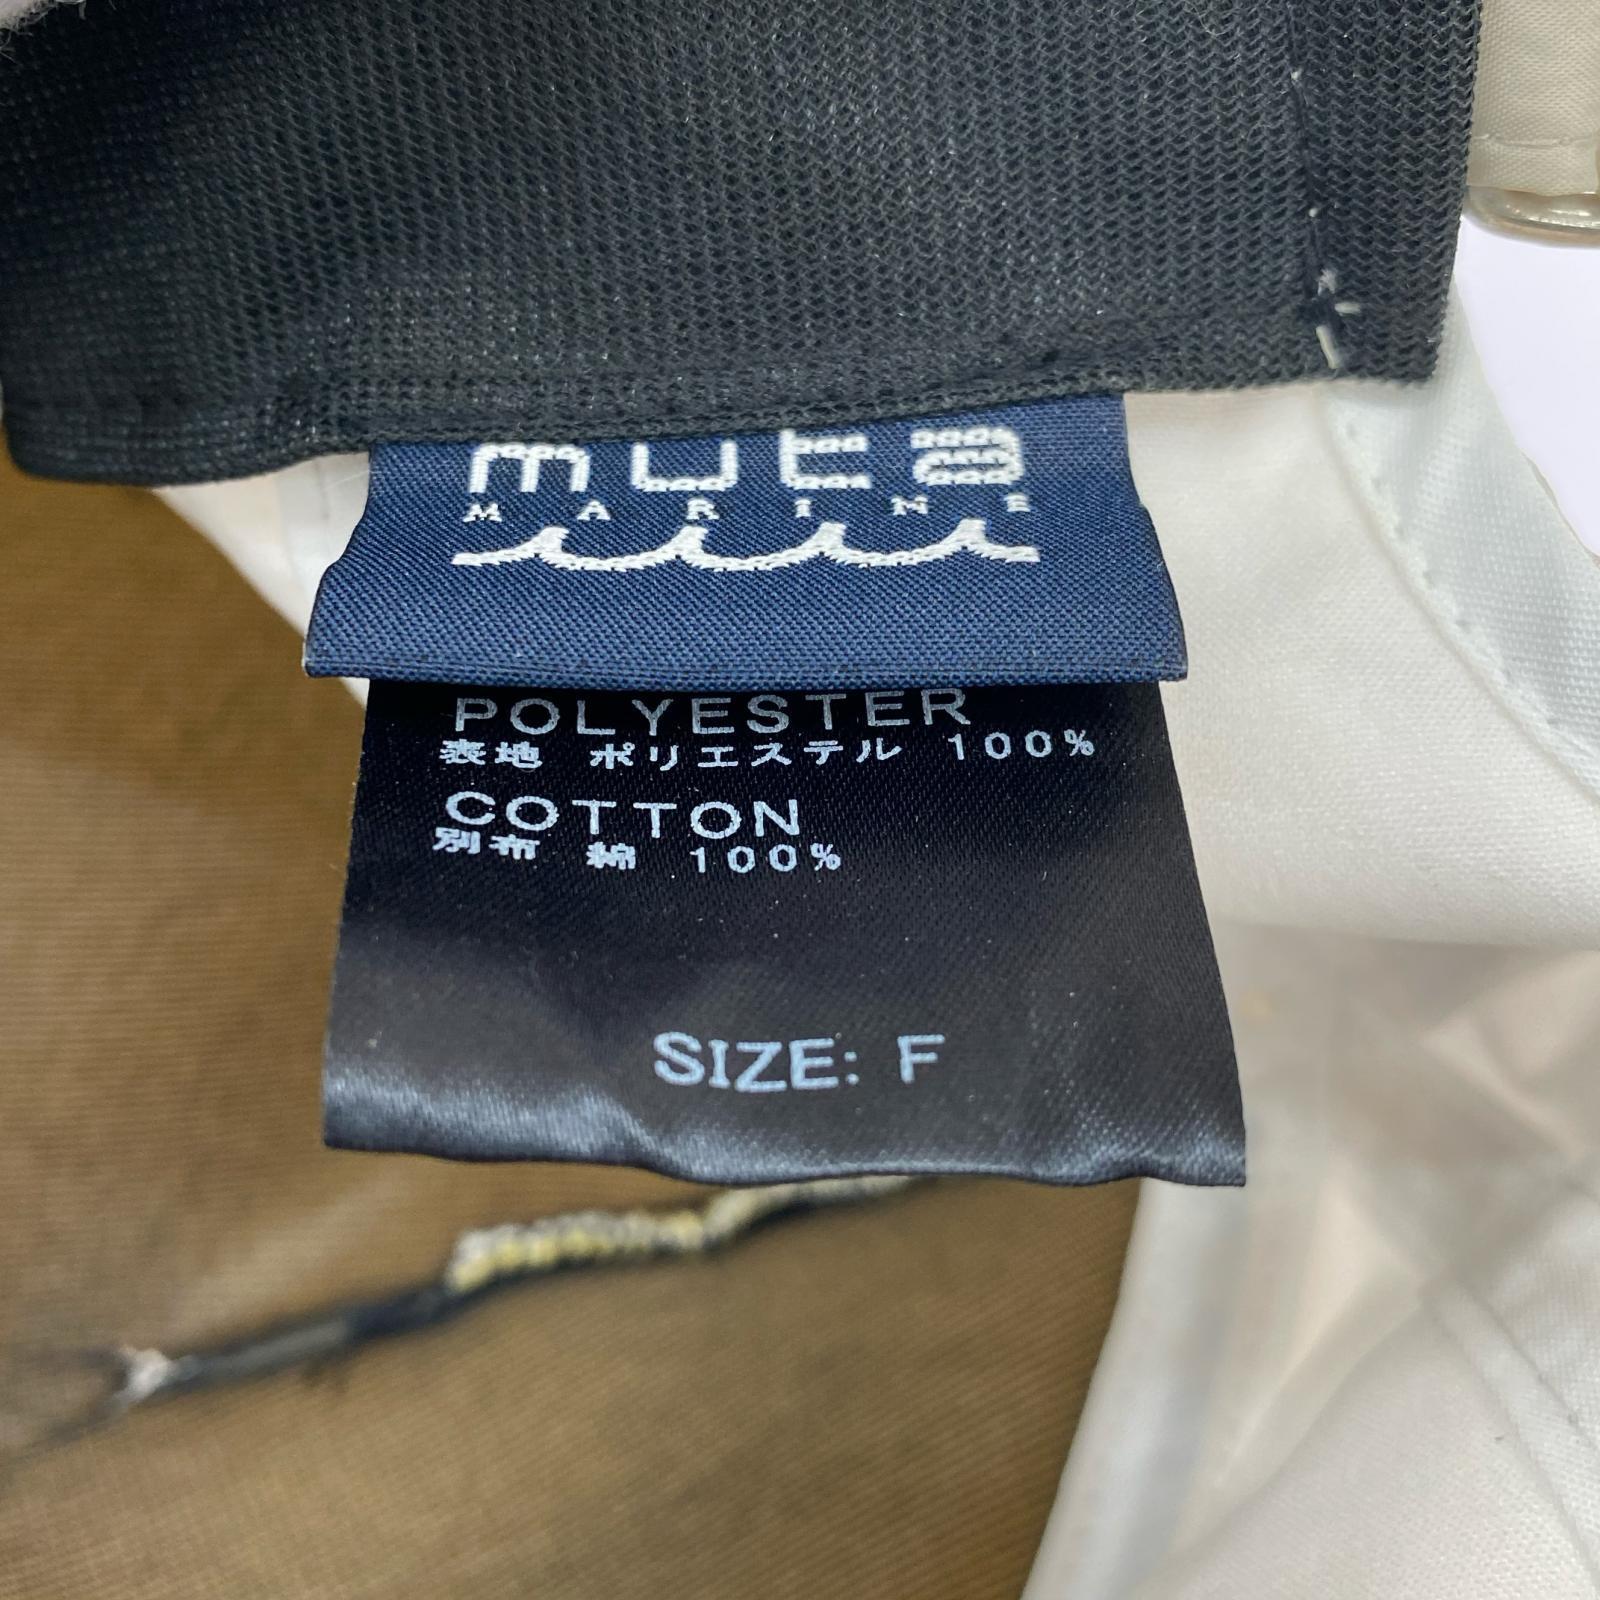 muta
MARINE
POLYESTER
表地 ポリエステル 100%
COTTON
別布 綿 100%
SIZE: F